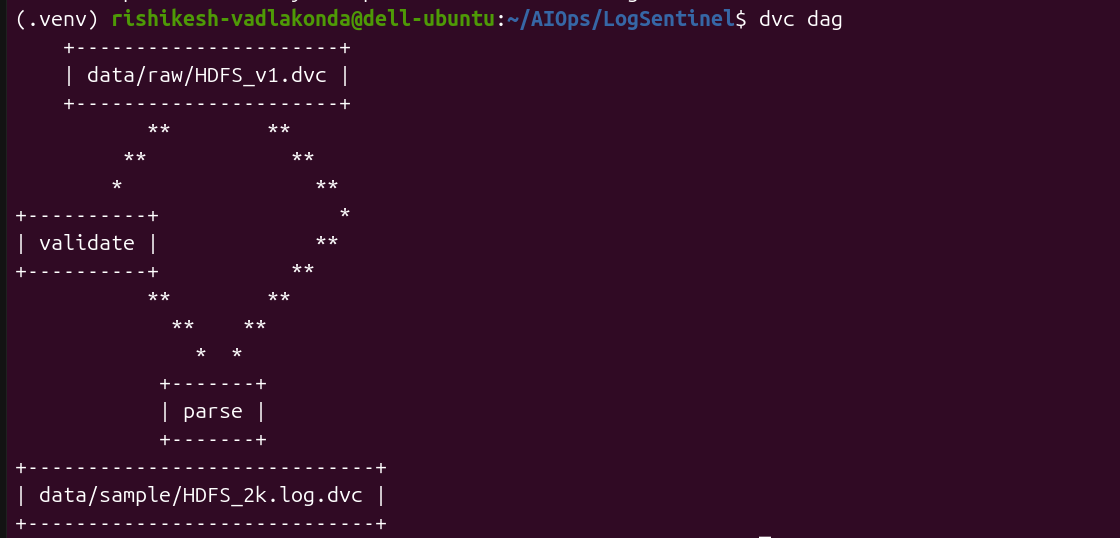 (.venv) rishikesh-vadlakonda@dell-ubuntu:~/AIOps/LogSentinel$ dvc dag
    +----------------------+
    | data/raw/HDFS_v1.dvc |
    +----------------------+
           **        **
         **            **
        *                **
+----------+               *
| validate |             **
+----------+           **
           **        **
             **    **
               *  *
            +-------+
            | parse |
            +-------+
+-----------------------------+
| data/sample/HDFS_2k.log.dvc |
+-----------------------------+